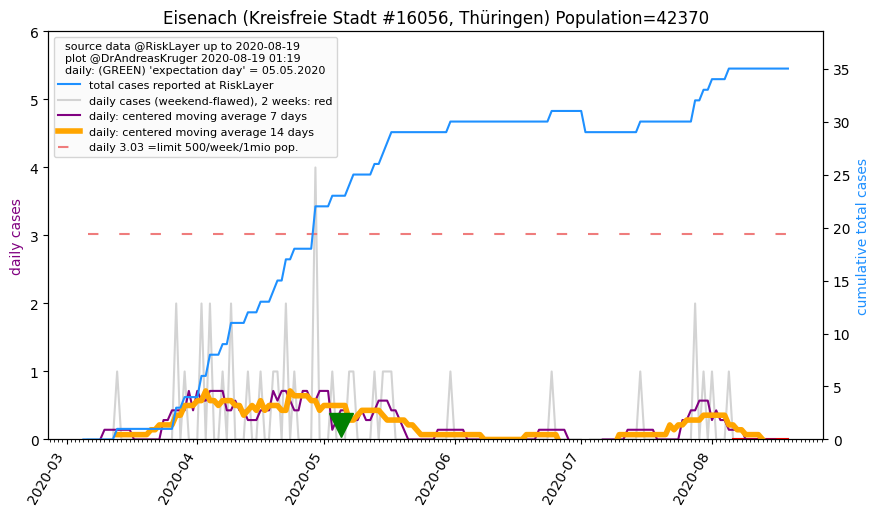 Eisenach (Kreisfreie Stadt #16056, Thüringen) Population=42370
source data @RiskLayer up to 2020-08-19
plot @DrAndreasKruger 2020-08-19 01:19
daily: (GREEN) 'expectation day' = 05.05.2020
total cases reported at RiskLayer
daily cases (weekend-flawed), 2 weeks: red
daily: centered moving average 7 days
daily: centered moving average 14 days
daily 3.03 =limit 500/week/1mio pop.
daily cases
6
5
4
3
2
1
0
cumulative total cases
35
30
25
20
15
10
5
0
2020-03
2020-04
2020-05
2020-06
2020-07
2020-08